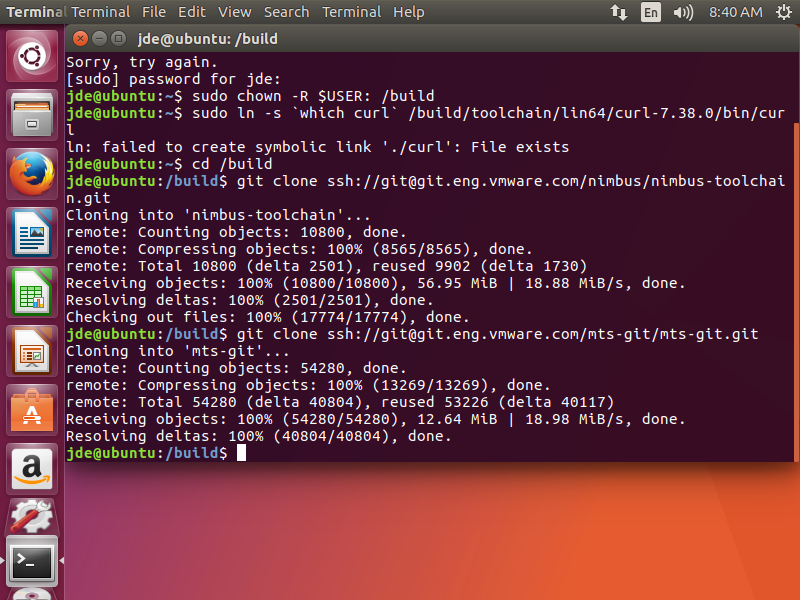 Terminal Terminal File Edit View Search Terminal Help En 8:40 AM
jde@ubuntu: /build
Sorry, try again.
[sudo] password for jde:
jde@ubuntu:~$ sudo chown -R $USER: /build
jde@ubuntu:~$ sudo ln -s `which curl` /build/toolchain/lin64/curl-7.38.0/bin/cur
l
ln: failed to create symbolic link './curl': File exists
jde@ubuntu:~$ cd /build
jde@ubuntu:/build$ git clone ssh://git@git.eng.vmware.com/nimbus/nimbus-toolchai
n.git
Cloning into 'nimbus-toolchain'...
remote: Counting objects: 10800, done.
remote: Compressing objects: 100% (8565/8565), done.
remote: Total 10800 (delta 2501), reused 9902 (delta 1730)
Receiving objects: 100% (10800/10800), 56.95 MiB | 18.88 MiB/s, done.
Resolving deltas: 100% (2501/2501), done.
Checking out files: 100% (17774/17774), done.
jde@ubuntu:/build$ git clone ssh://git@git.eng.vmware.com/mts-git/mts-git.git
Cloning into 'mts-git'...
remote: Counting objects: 54280, done.
remote: Compressing objects: 100% (13269/13269), done.
remote: Total 54280 (delta 40804), reused 53226 (delta 40117)
Receiving objects: 100% (54280/54280), 12.64 MiB | 18.98 MiB/s, done.
Resolving deltas: 100% (40804/40804), done.
jde@ubuntu:/build$